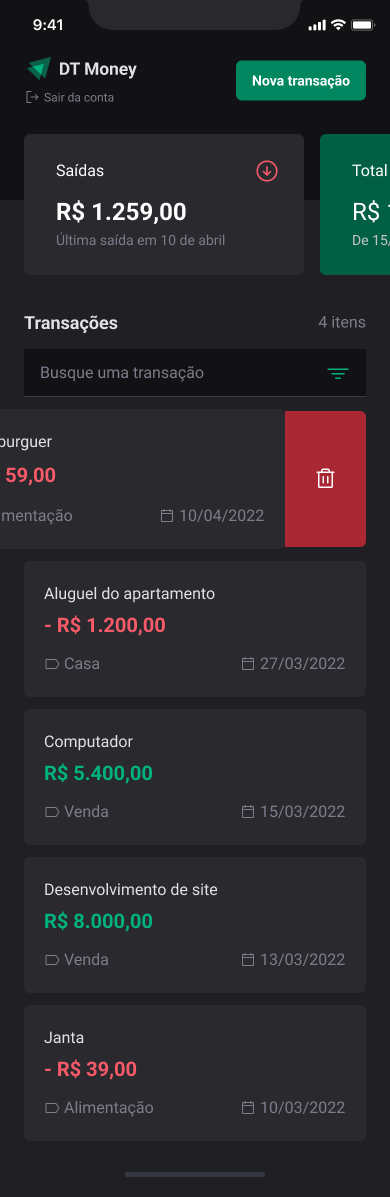 9:41
DT Money
Sair da conta
Nova transação
Saídas
R$ 1.259,00
Última saída em 10 de abril
Total
R$
De 15/
Transações
4 itens
Busque uma transação
burguer
59,00
mentação
10/04/2022
Aluguel do apartamento
- R$ 1.200,00
Casa
27/03/2022
Computador
R$ 5.400,00
Venda
15/03/2022
Desenvolvimento de site
R$ 8.000,00
Venda
13/03/2022
Janta
- R$ 39,00
Alimentação
10/03/2022